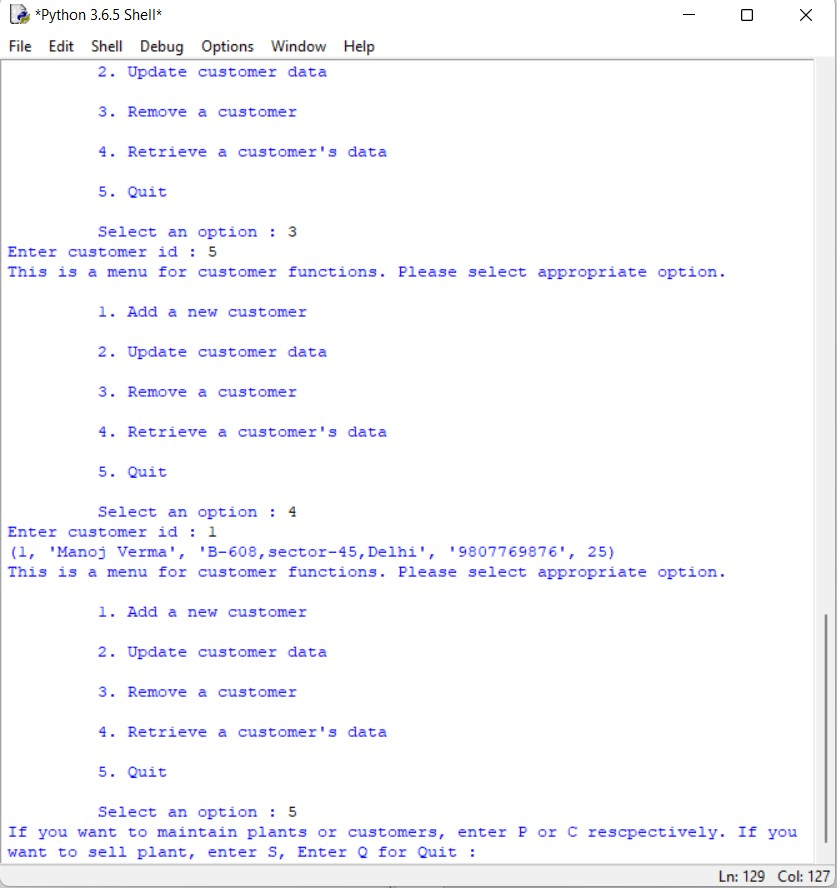 *Python 3.6.5 Shell*
File Edit Shell Debug Options Window Help
2. Update customer data
3. Remove a customer
4. Retrieve a customer's data
5. Quit
Select an option : 3
Enter customer id : 5
This is a menu for customer functions. Please select appropriate option.
1. Add a new customer
2. Update customer data
3. Remove a customer
4. Retrieve a customer's data
5. Quit
Select an option : 4
Enter customer id : 1
(1, 'Manoj Verma', 'B-608,sector-45,Delhi', '9807769876', 25)
This is a menu for customer functions. Please select appropriate option.
1. Add a new customer
2. Update customer data
3. Remove a customer
4. Retrieve a customer's data
5. Quit
Select an option : 5
If you want to maintain plants or customers, enter P or C rescpectively. If you
want to sell plant, enter S, Enter Q for Quit :
Ln: 129 Col: 127